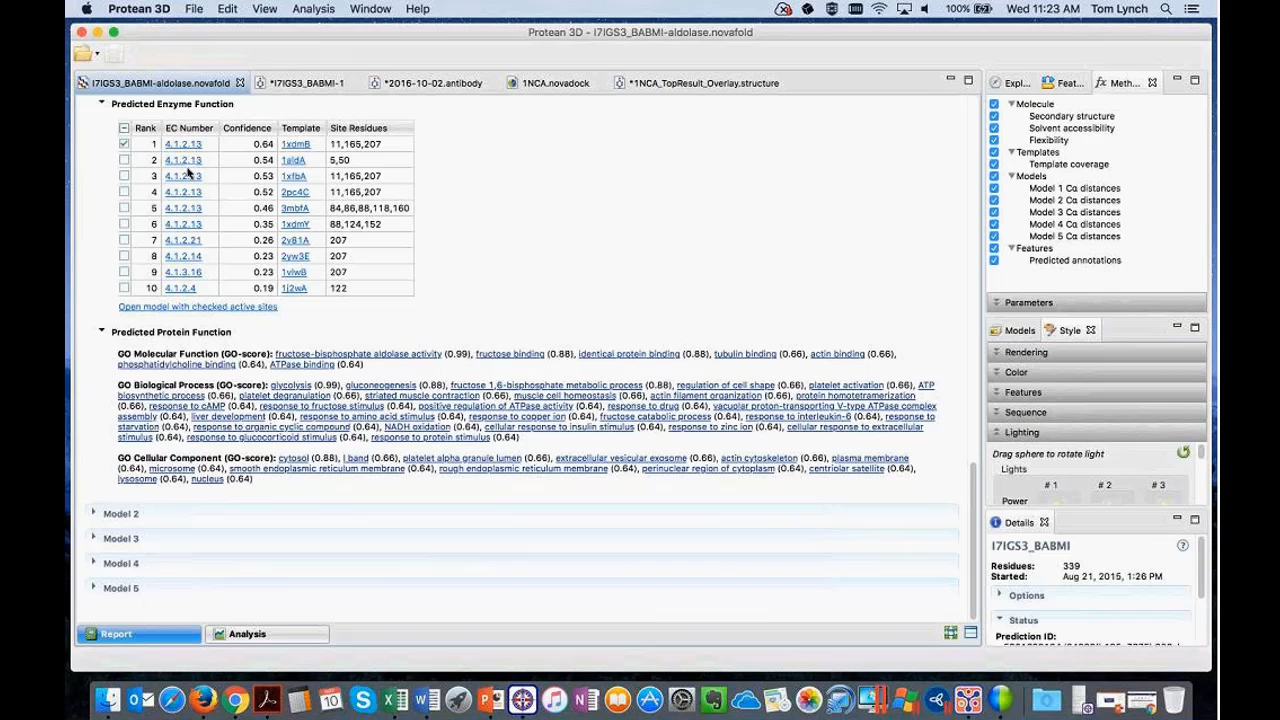 Protean 3D File Edit View Analysis Window Help 100% Wed 11:23 AM Tom Lynch
Protean 3D - I7IGS3_BABMI-aldolase.novafold
I7IGS3_BABMI-aldolase.novafold *I7IGS3_BABMI-1 *2016-10-02.antibody 1NCA.novadock *1NCA_TopResult_Overlay.structure
Predicted Enzyme Function
Rank EC Number Confidence Template Site Residues
1 4.1.2.13 0.64 1xdmB 11,165,207
2 4.1.2.13 0.54 1aldA 5,50
3 4.1.2.13 0.53 1xfbA 11,165,207
4 4.1.2.13 0.52 2pc4C 11,165,207
5 4.1.2.13 0.46 3mbfA 84,86,88,118,160
6 4.1.2.13 0.35 1xdmY 88,124,152
7 4.1.2.21 0.26 2v81A 207
8 4.1.2.14 0.23 2yw3E 207
9 4.1.3.16 0.23 1vlwB 207
10 4.1.2.4 0.19 1j2wA 122
Open model with checked active sites
Predicted Protein Function
GO Molecular Function (GO-score): fructose-bisphosphate aldolase activity (0.99), fructose binding (0.88), identical protein binding (0.88), tubulin binding (0.66), actin binding (0.66),
phosphatidylcholine binding (0.64), ATPase binding (0.64)
GO Biological Process (GO-score): glycolysis (0.99), gluconeogenesis (0.88), fructose 1,6-bisphosphate metabolic process (0.88), regulation of cell shape (0.66), platelet activation (0.66), ATP
biosynthetic process (0.66), platelet degranulation (0.66), striated muscle contraction (0.66), muscle cell homeostasis (0.66), actin filament organization (0.66), protein homotetramerization
(0.66), response to cAMP (0.64), response to fructose stimulus (0.64), positive regulation of ATPase activity (0.64), response to drug (0.64), vacuolar proton-transporting V-type ATPase complex
assembly (0.64), liver development (0.64), response to amino acid stimulus (0.64), response to copper ion (0.64), fructose catabolic process (0.64), response to interleukin-6 (0.64), response to
starvation (0.64), response to organic cyclic compound (0.64), NADH oxidation (0.64), cellular response to insulin stimulus (0.64), response to zinc ion (0.64), cellular response to extracellular
stimulus (0.64), response to glucocorticoid stimulus (0.64), response to protein stimulus (0.64)
GO Cellular Component (GO-score): cytosol (0.88), I band (0.66), platelet alpha granule lumen (0.66), extracellular vesicular exosome (0.66), actin cytoskeleton (0.66), plasma membrane
(0.64), microsome (0.64), smooth endoplasmic reticulum membrane (0.64), rough endoplasmic reticulum membrane (0.64), perinuclear region of cytoplasm (0.64), centriolar satellite (0.64),
lysosome (0.64), nucleus (0.64)
Model 2
Model 3
Model 4
Model 5
Report Analysis
Expl... Feat... Meth...
Molecule
Secondary structure
Solvent accessibility
Flexibility
Templates
Template coverage
Models
Model 1 Cα distances
Model 2 Cα distances
Model 3 Cα distances
Model 4 Cα distances
Model 5 Cα distances
Features
Predicted annotations
Parameters
Models Style
Rendering
Color
Features
Sequence
Lighting
Drag sphere to rotate light
Lights
# 1 # 2 # 3
Power
Details
I7IGS3_BABMI
Residues: 339
Started: Aug 21, 2015, 1:26 PM
Options
Status
Prediction ID: